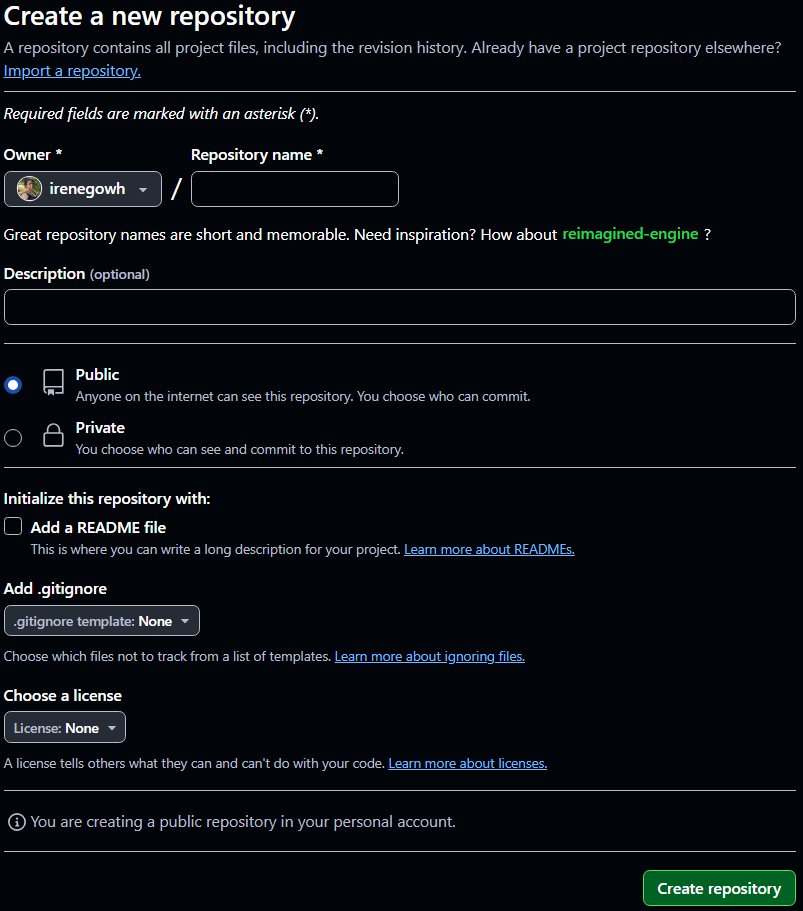 Create a new repository
A repository contains all project files, including the revision history. Already have a project repository elsewhere?
Import a repository.
Required fields are marked with an asterisk (*).
Owner *
Repository name *
irenegowh
/
Great repository names are short and memorable. Need inspiration? How about reimagined-engine ?
Description (optional)
Public
Anyone on the internet can see this repository. You choose who can commit.
Private
You choose who can see and commit to this repository.
Initialize this repository with:
Add a README file
This is where you can write a long description for your project. Learn more about READMEs.
Add .gitignore
.gitignore template: None
Choose which files not to track from a list of templates. Learn more about ignoring files.
Choose a license
License: None
A license tells others what they can and can't do with your code. Learn more about licenses.
You are creating a public repository in your personal account.
Create repository